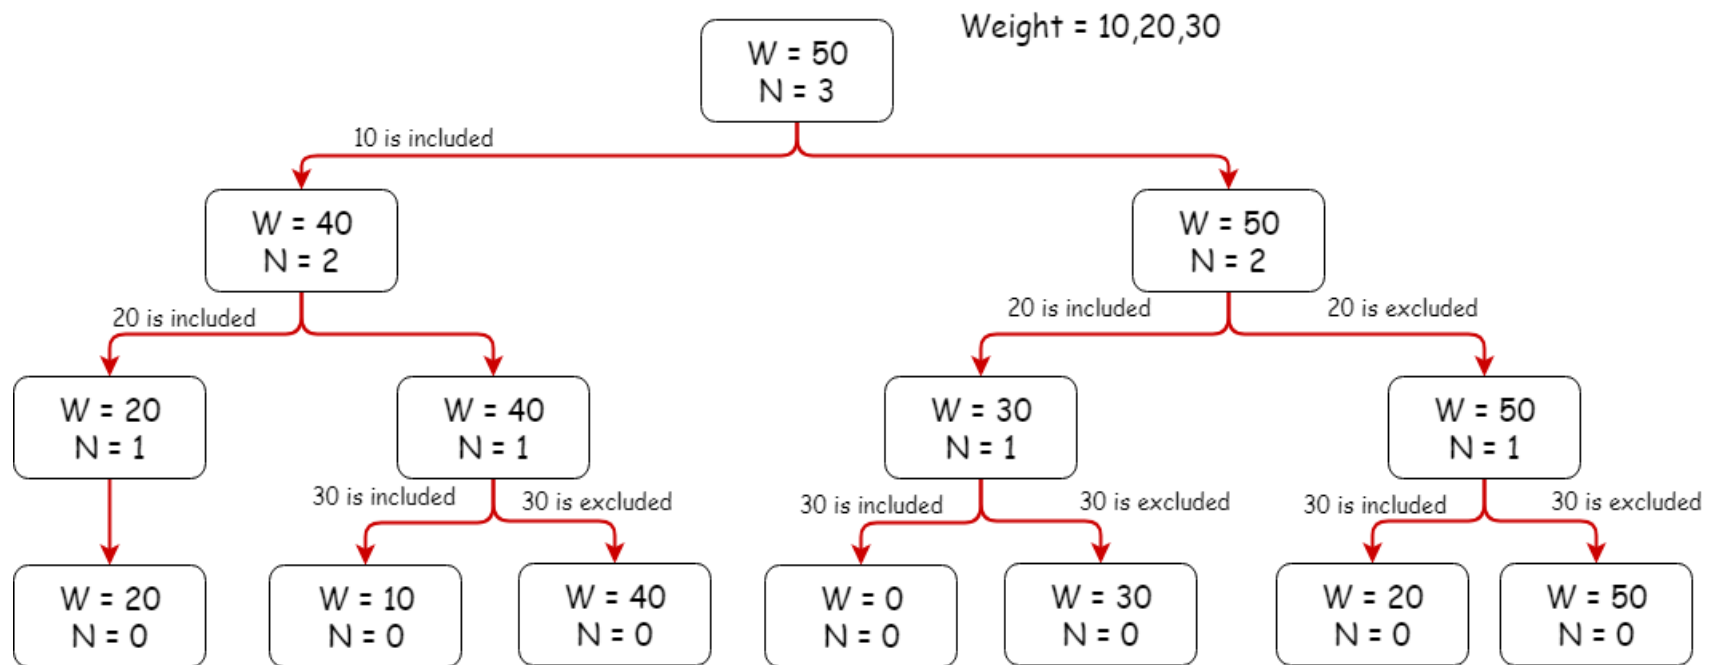 Weight = 10,20,30
W = 50
N = 3
10 is included
W = 40
N = 2
W = 50
N = 2
20 is included
20 is included
20 is excluded
W = 20
N = 1
W = 40
N = 1
W = 30
N = 1
W = 50
N = 1
30 is included
30 is excluded
30 is included
30 is excluded
30 is included
30 is excluded
W = 20
N = 0
W = 10
N = 0
W = 40
N = 0
W = 0
N = 0
W = 30
N = 0
W = 20
N = 0
W = 50
N = 0